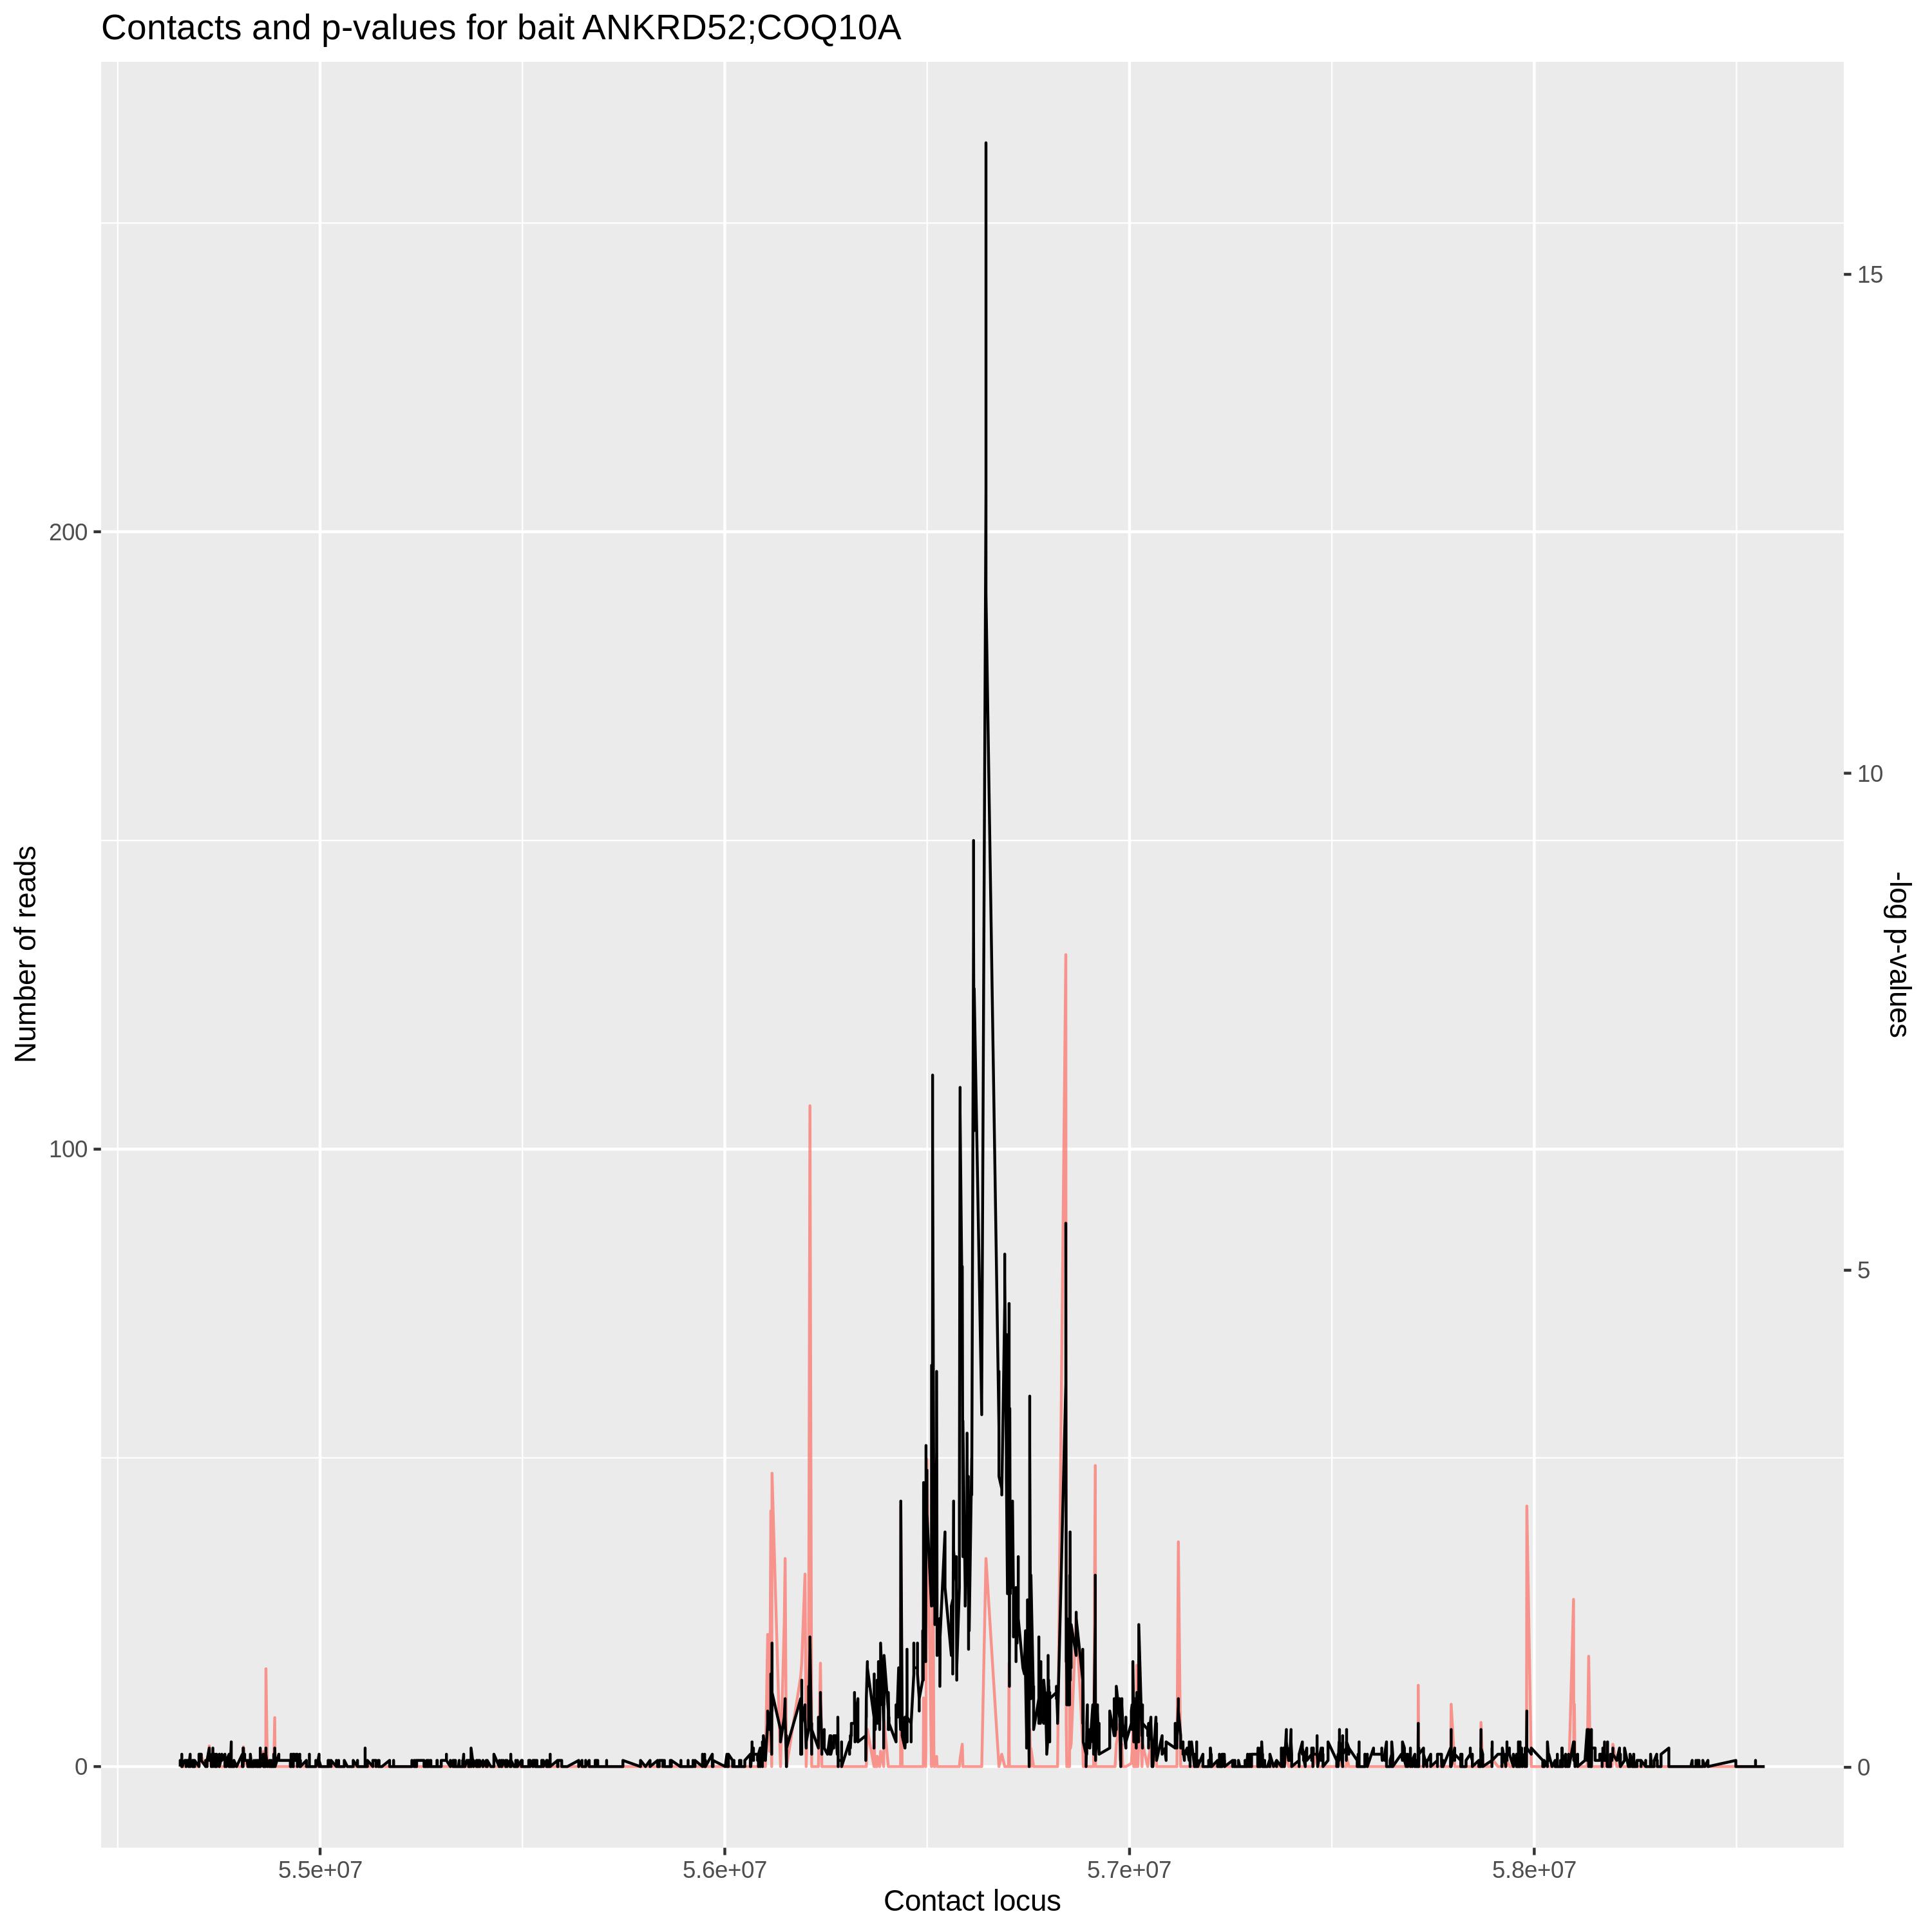 Contacts and p-values for bait ANKRD52;COQ10A
Number of reads
200
100
0
15
10
5
0
-log p-values
5.5e+07
5.6e+07
5.7e+07
5.8e+07
Contact locus